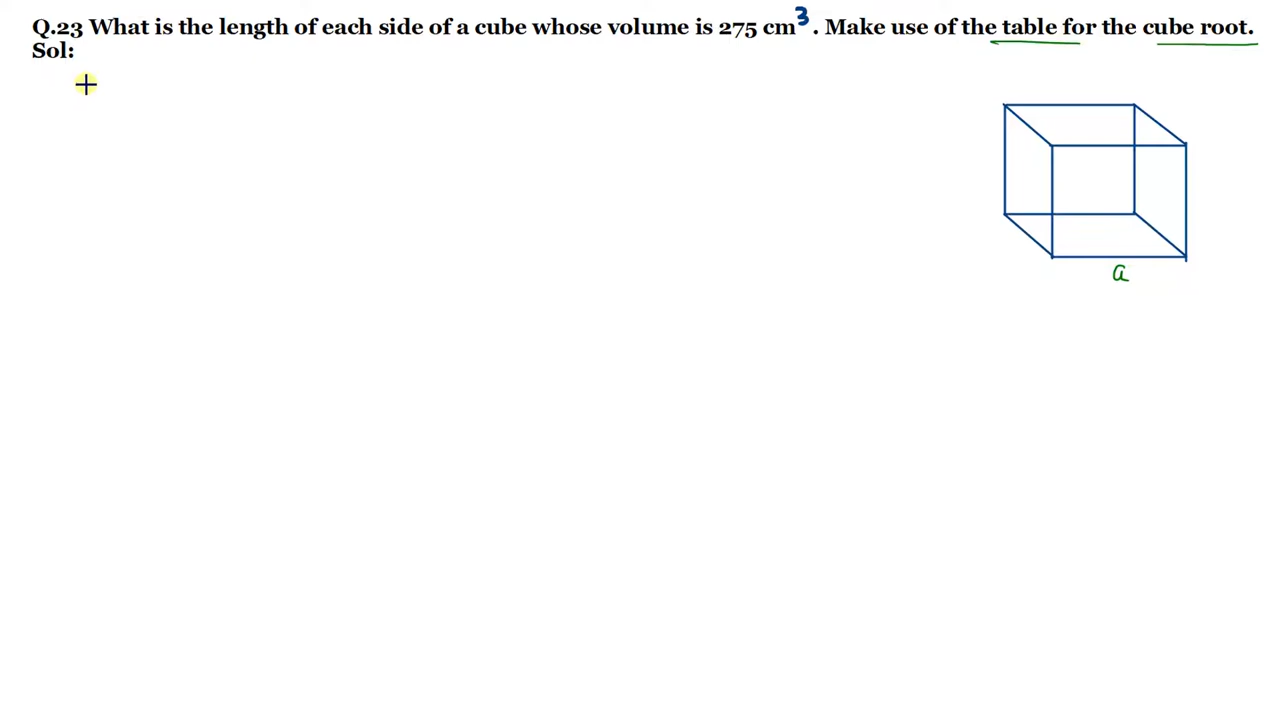 Q.23 What is the length of each side of a cube whose volume is 275 cm³. Make use of the table for the cube root.
Sol:
a